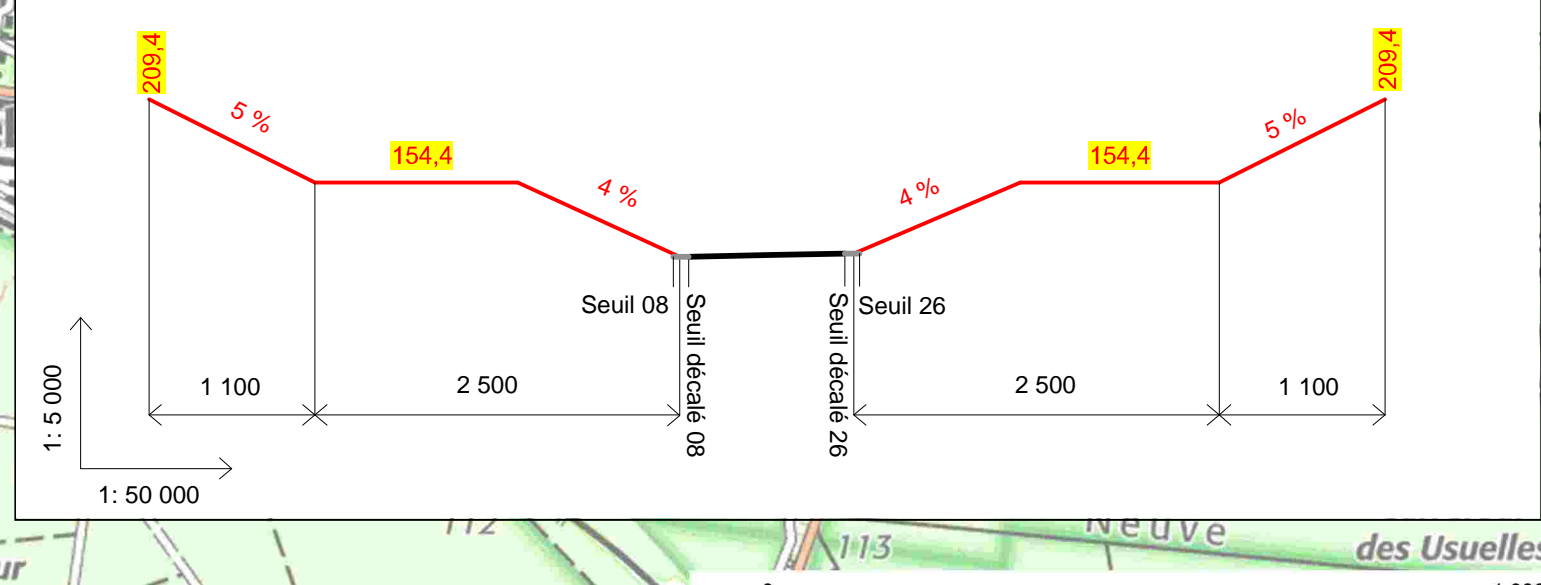 209,4
209,4
5 %
5 %
154,4
154,4
4 %
4 %
Seuil 08
Seuil décalé 08
Seuil décalé 26
Seuil 26
1 100
2 500
2 500
1 100
1: 5 000
1: 50 000
112
113
Neuve
des Usuelles
ur